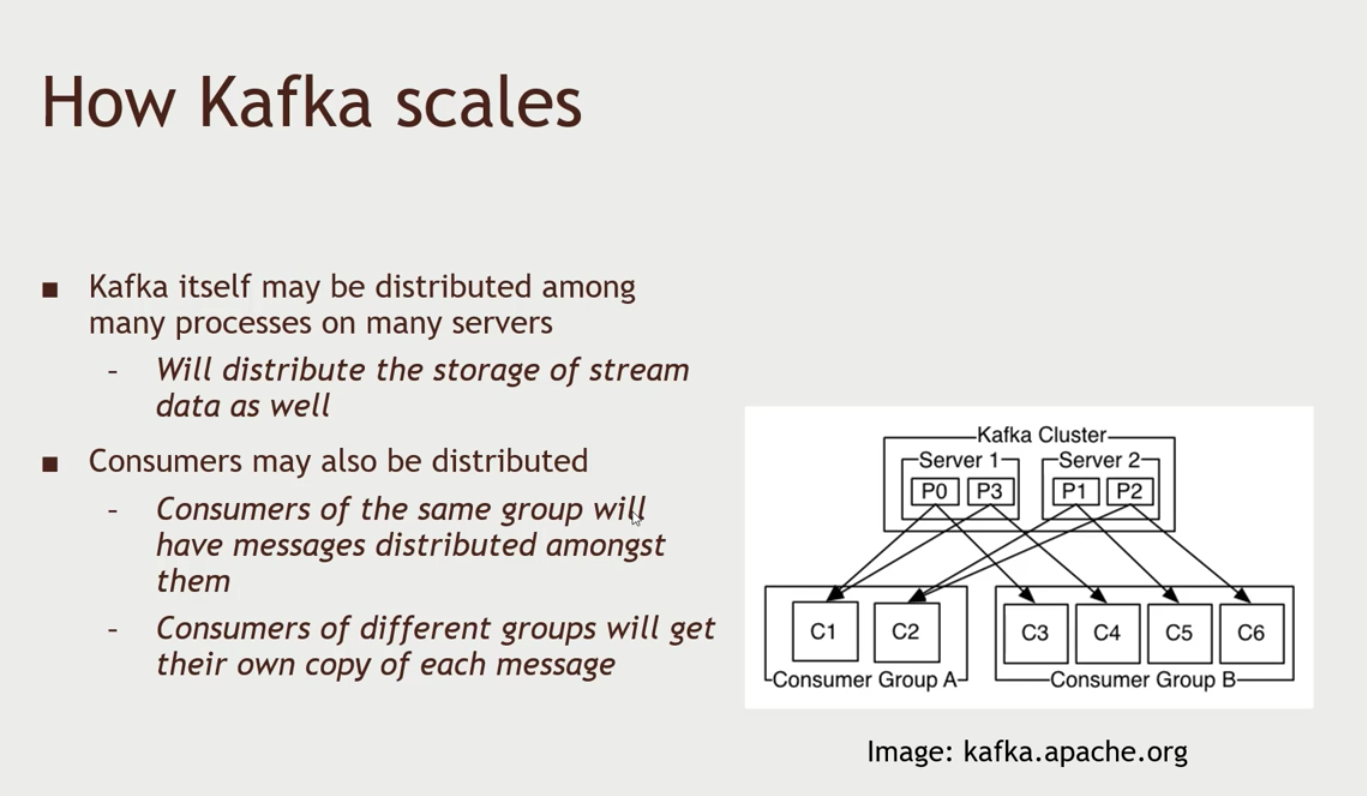 How Kafka scales
■ Kafka itself may be distributed among
many processes on many servers
– Will distribute the storage of stream
data as well
■ Consumers may also be distributed
– Consumers of the same group will
have messages distributed amongst
them
– Consumers of different groups will get
their own copy of each message
Kafka Cluster
Server 1 Server 2
P0 P3 P1 P2
C1 C2 C3 C4 C5 C6
Consumer Group A Consumer Group B
Image: kafka.apache.org